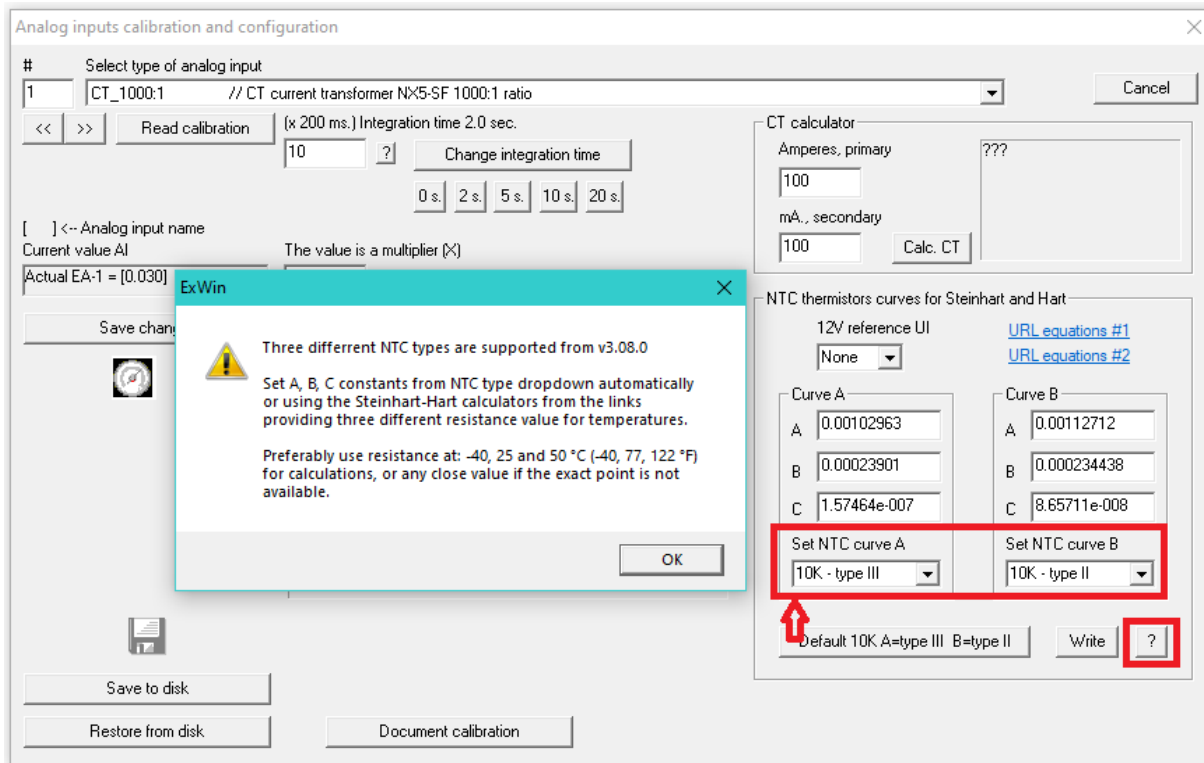 Analog inputs calibration and configuration
# Select type of analog input
1 CT_1000:1 // CT current transformer NX5-SF 1000:1 ratio
Cancel
<< >> Read calibration
(x 200 ms.) Integration time 2.0 sec.
10 ? Change integration time
0 s. 2 s. 5 s. 10 s. 20 s.
[ ] <-- Analog input name
Current value AI
The value is a multiplier (X)
Actual EA-1 = [0.030]
Save chan
CT calculator
Amperes, primary
???
100
mA., secondary
100 Calc. CT
ExWin
Three differrent NTC types are supported from v3.08.0
Set A, B, C constants from NTC type dropdown automatically
or using the Steinhart-Hart calculators from the links
providing three different resistance value for temperatures.
Preferably use resistance at: -40, 25 and 50 °C (-40, 77, 122 °F)
for calculations, or any close value if the exact point is not
available.
OK
NTC thermistors curves for Steinhart and Hart
12V reference UI
URL equations #1
None
URL equations #2
Curve A Curve B
A 0.00102963 A 0.00112712
B 0.00023901 B 0.000234438
C 1.57464e-007 C 8.65711e-008
Set NTC curve A Set NTC curve B
10K - type III 10K - type II
Default 10K A=type III B=type II Write ?
Save to disk
Restore from disk Document calibration